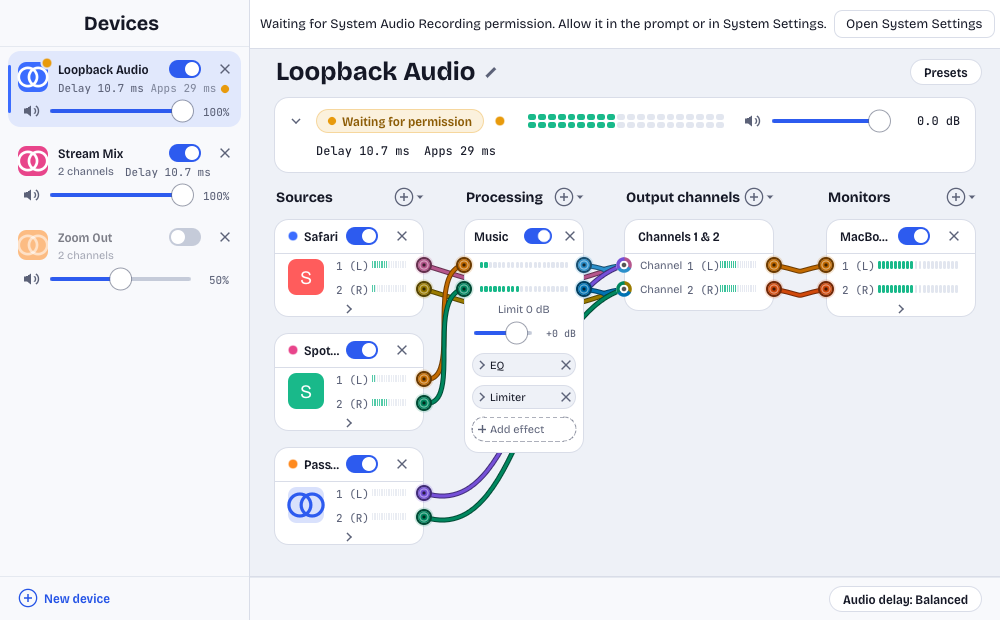 Devices
Waiting for System Audio Recording permission. Allow it in the prompt or in System Settings.
Open System Settings
Loopback Audio
Delay 10.7 ms Apps 29 ms
100%
Stream Mix
2 channels Delay 10.7 ms
100%
Zoom Out
2 channels
50%
New device
Loopback Audio
Presets
Waiting for permission
0.0 dB
Delay 10.7 ms Apps 29 ms
Sources
Processing
Output channels
Monitors
Safari
S
1 (L)
2 (R)
Spot...
S
1 (L)
2 (R)
Pass...
1 (L)
2 (R)
Music
Limit 0 dB
+0 dB
EQ
Limiter
+ Add effect
Channels 1 & 2
Channel 1 (L)
Channel 2 (R)
MacBo...
1 (L)
2 (R)
Audio delay: Balanced